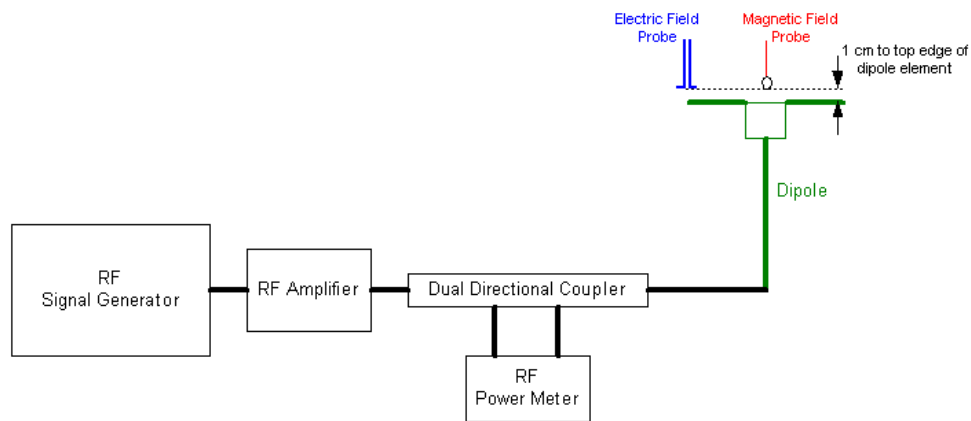 Electric Field
Probe
Magnetic Field
Probe
1 cm to top edge of
dipole element
Dipole
RF
Signal Generator
RF Amplifier
Dual Directional Coupler
RF
Power Meter